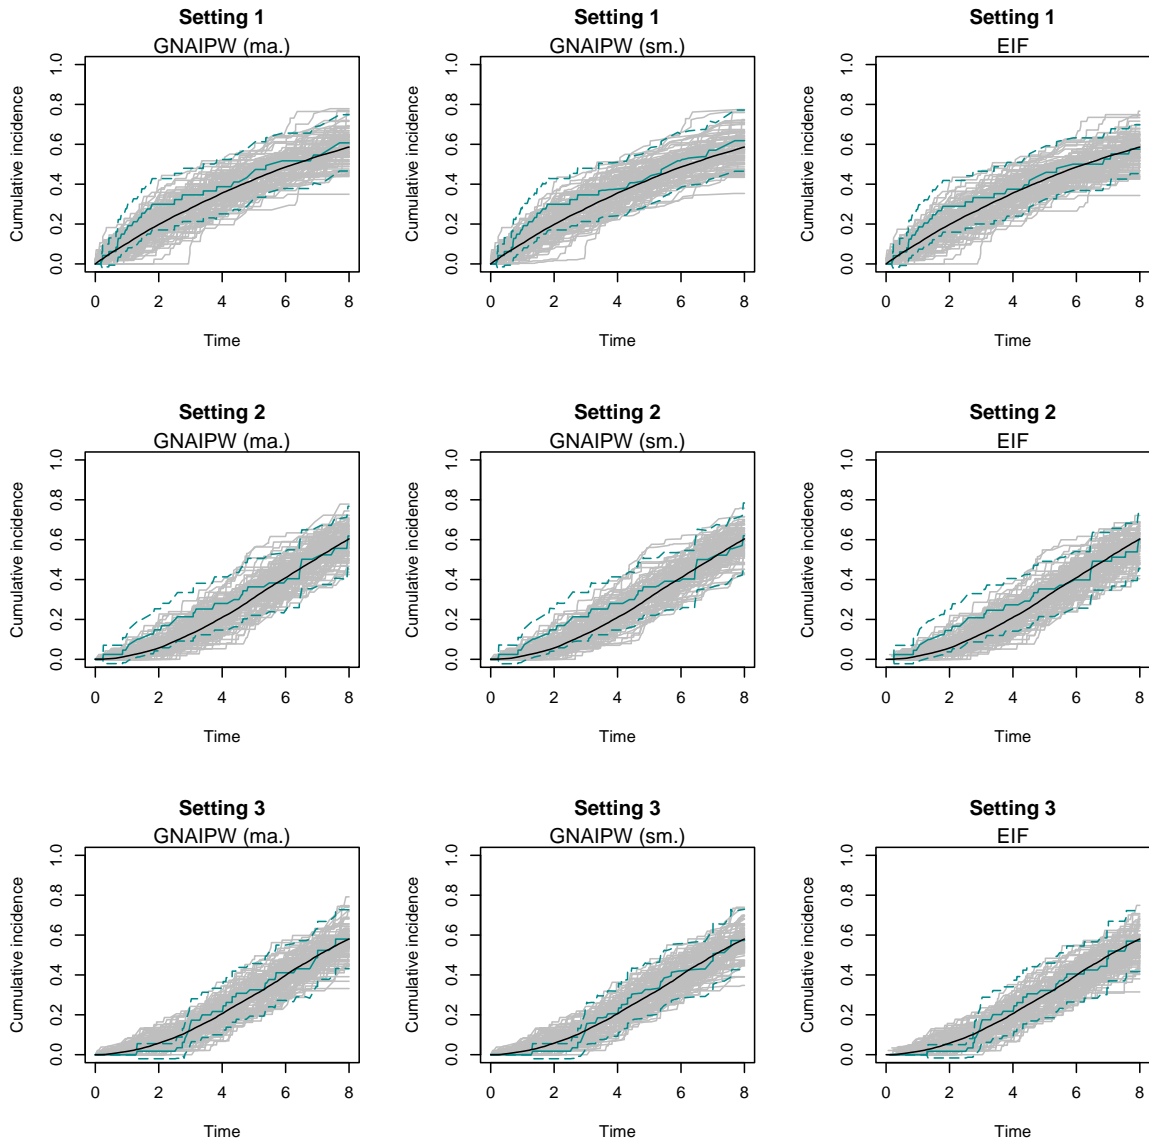 Setting 1
GNAIPW (ma.)
Cumulative incidence
0.0 0.2 0.4 0.6 0.8 1.0
0 2 4 6 8
Time
Setting 1
GNAIPW (sm.)
Cumulative incidence
0.0 0.2 0.4 0.6 0.8 1.0
0 2 4 6 8
Time
Setting 1
EIF
Cumulative incidence
0.0 0.2 0.4 0.6 0.8 1.0
0 2 4 6 8
Time
Setting 2
GNAIPW (ma.)
Cumulative incidence
0.0 0.2 0.4 0.6 0.8 1.0
0 2 4 6 8
Time
Setting 2
GNAIPW (sm.)
Cumulative incidence
0.0 0.2 0.4 0.6 0.8 1.0
0 2 4 6 8
Time
Setting 2
EIF
Cumulative incidence
0.0 0.2 0.4 0.6 0.8 1.0
0 2 4 6 8
Time
Setting 3
GNAIPW (ma.)
Cumulative incidence
0.0 0.2 0.4 0.6 0.8 1.0
0 2 4 6 8
Time
Setting 3
GNAIPW (sm.)
Cumulative incidence
0.0 0.2 0.4 0.6 0.8 1.0
0 2 4 6 8
Time
Setting 3
EIF
Cumulative incidence
0.0 0.2 0.4 0.6 0.8 1.0
0 2 4 6 8
Time